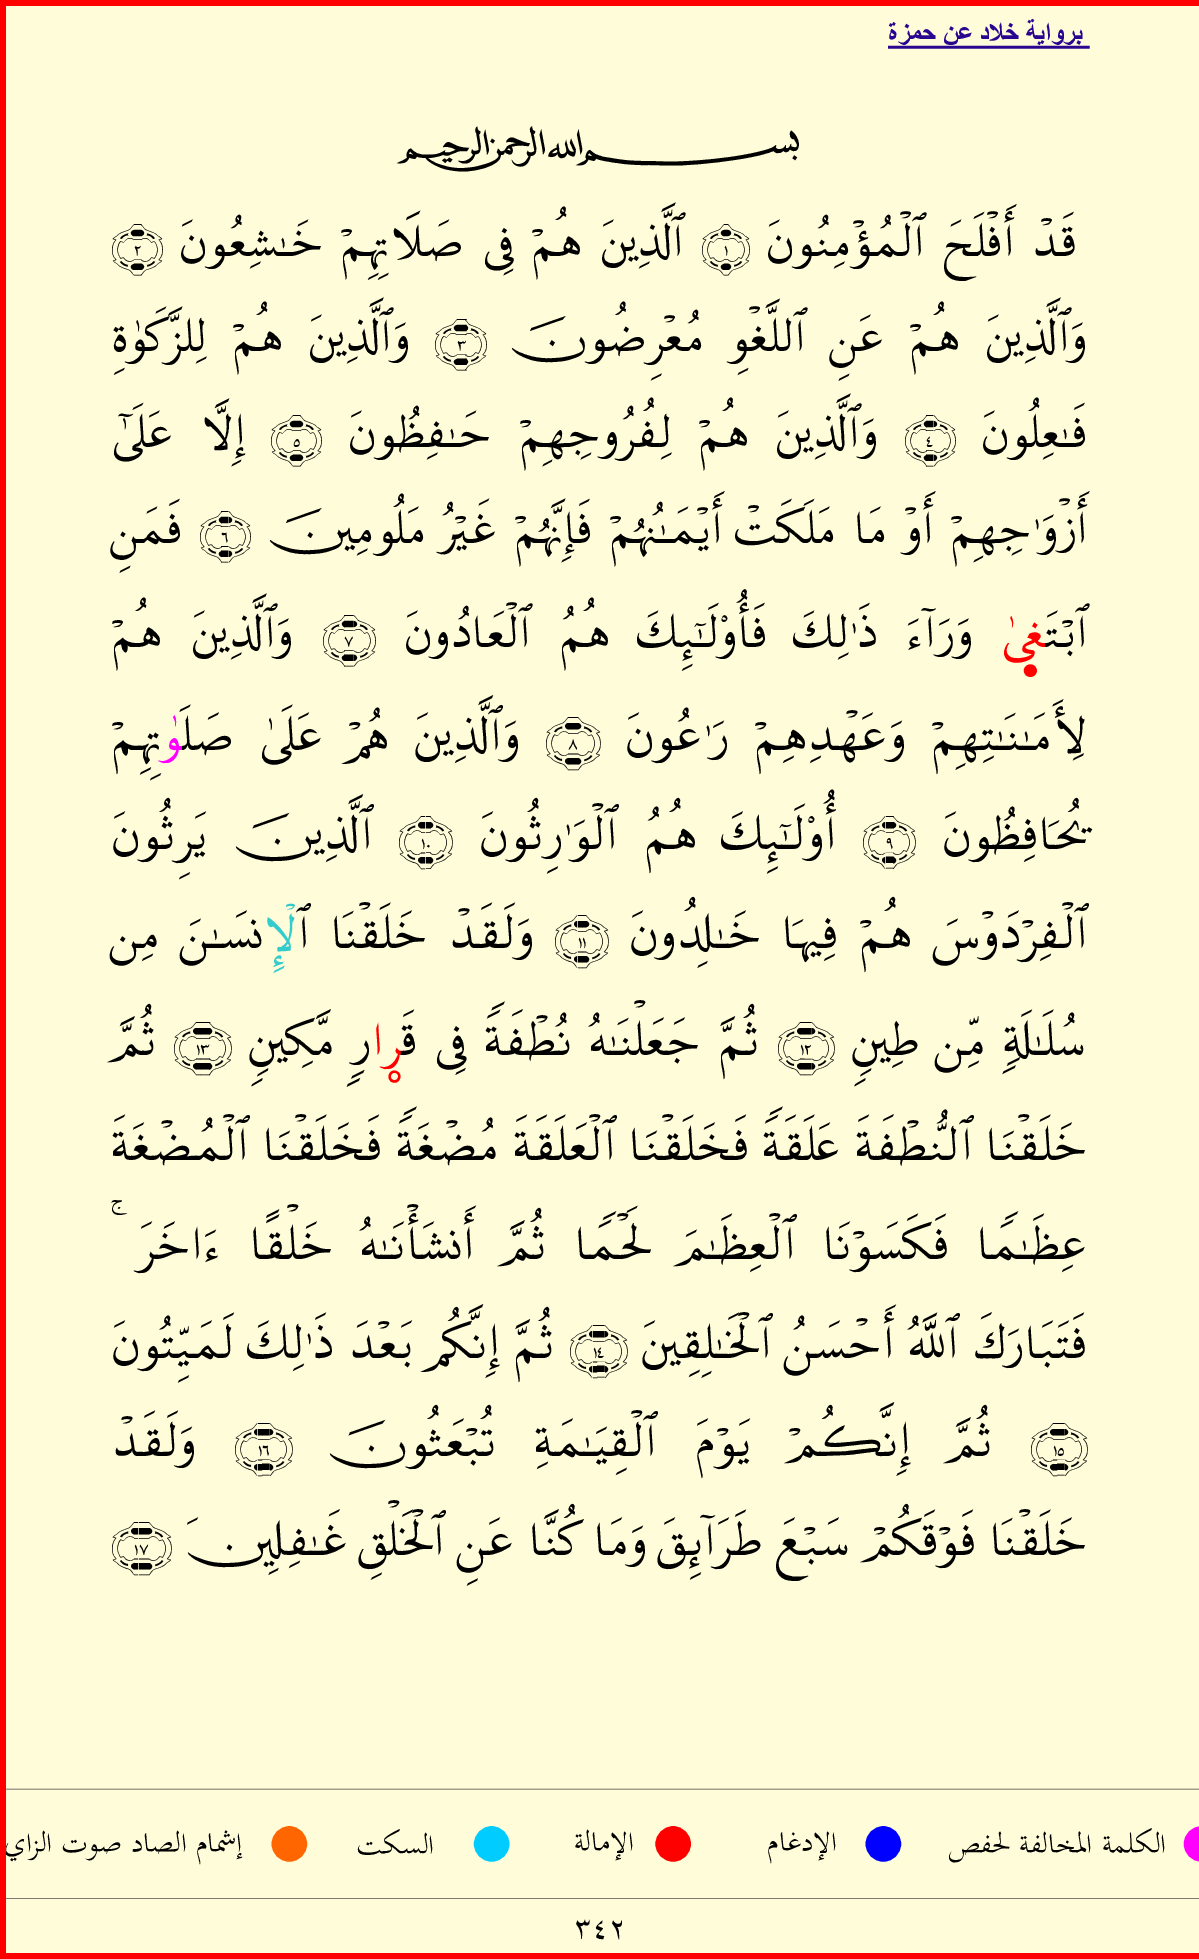 برواية خلاد عن حمزة
بسم الله الرحمن الرحيم
قَدۡ أَفۡلَحَ ٱلۡمُؤۡمِنُونَ ١ ٱلَّذِينَ هُمۡ فِى صَلَاتِهِمۡ خَـٰشِعُونَ ٢
وَٱلَّذِينَ هُمۡ عَنِ ٱللَّغۡوِ مُعۡرِضُونَ ٣ وَٱلَّذِينَ هُمۡ لِلزَّكَوٰةِ
فَـٰعِلُونَ ٤ وَٱلَّذِينَ هُمۡ لِفُرُوجِهِمۡ حَـٰفِظُونَ ٥ إِلَّا عَلَىٰٓ
أَزۡوَٰجِهِمۡ أَوۡ مَا مَلَكَتۡ أَيۡمَـٰنُهُمۡ فَإِنَّهُمۡ غَيۡرُ مَلُومِينَ ٦ فَمَنِ
ٱبۡتَغِىٰ وَرَآءَ ذَٰلِكَ فَأُوْلَـٰٓئِكَ هُمُ ٱلۡعَادُونَ ٧ وَٱلَّذِينَ هُمۡ
لِأَمَـٰنَـٰتِهِمۡ وَعَهۡدِهِمۡ رَٰعُونَ ٨ وَٱلَّذِينَ هُمۡ عَلَىٰ صَلَوٰتِهِمۡ
يُحَافِظُونَ ٩ أُوْلَـٰٓئِكَ هُمُ ٱلۡوَٰرِثُونَ ١٠ ٱلَّذِينَ يَرِثُونَ
ٱلۡفِرۡدَوۡسَ هُمۡ فِيهَا خَـٰلِدُونَ ١١ وَلَقَدۡ خَلَقۡنَا ٱلۡإِنسَـٰنَ مِن
سُلَـٰلَةٍ مِّن طِينٍ ١٢ ثُمَّ جَعَلۡنَـٰهُ نُطۡفَةً فِى قَرِارٍ مَّكِينٍ ١٣ ثُمَّ
خَلَقۡنَا ٱلنُّطۡفَةَ عَلَقَةً فَخَلَقۡنَا ٱلۡعَلَقَةَ مُضۡغَةً فَخَلَقۡنَا ٱلۡمُضۡغَةَ
عِظَـٰمًا فَكَسَوۡنَا ٱلۡعِظَـٰمَ لَحۡمًا ثُمَّ أَنشَأۡنَـٰهُ خَلۡقًا ءَاخَرَ ۚ
فَتَبَارَكَ ٱللَّهُ أَحۡسَنُ ٱلۡخَـٰلِقِينَ ١٤ ثُمَّ إِنَّكُم بَعۡدَ ذَٰلِكَ لَمَيِّتُونَ
١٥ ثُمَّ إِنَّكُمۡ يَوۡمَ ٱلۡقِيَـٰمَةِ تُبۡعَثُونَ ١٦ وَلَقَدۡ
خَلَقۡنَا فَوۡقَكُمۡ سَبۡعَ طَرَآئِقَ وَمَا كُنَّا عَنِ ٱلۡخَلۡقِ غَـٰفِلِينَ ١٧
الكلمة المخالفة لحفص الإدغام الإمالة السكت إشمام الصاد صوت الزاي
٣٤٢